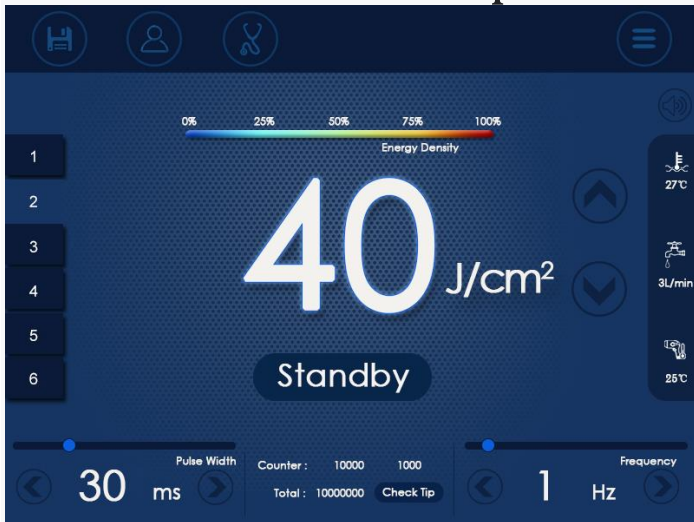 0% 25% 50% 75% 100%
Energy Density
1
2
3
4
5
6
40 J/cm²
Standby
27℃
3L/min
25℃
Pulse Width
30 ms
Counter : 10000 1000
Total : 10000000 Check Tip
Frequency
1 Hz